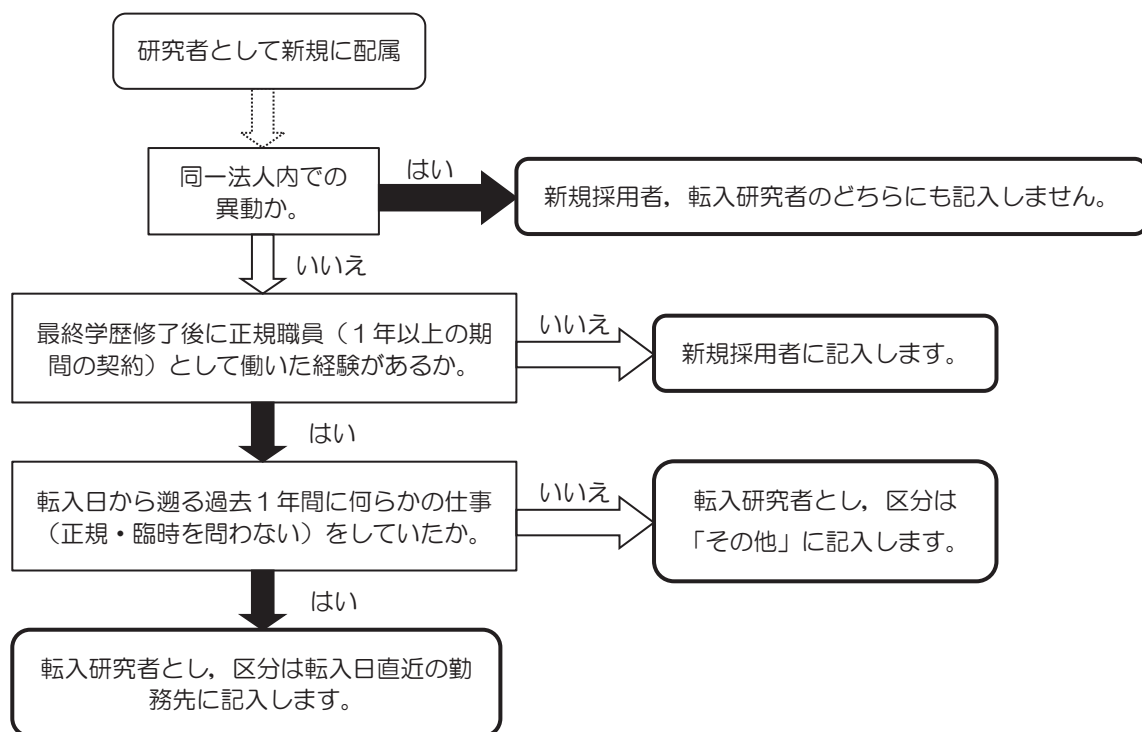 研究者として新規に配属
同一法人内での
異動か。
はい
新規採用者，転入研究者のどちらにも記入しません。
いいえ
最終学歴修了後に正規職員（１年以上の期
間の契約）として働いた経験があるか。
いいえ
新規採用者に記入します。
はい
転入日から遡る過去１年間に何らかの仕事
（正規・臨時を問わない）をしていたか。
いいえ
転入研究者とし，区分は
「その他」に記入します。
はい
転入研究者とし，区分は転入日直近の勤
務先に記入します。